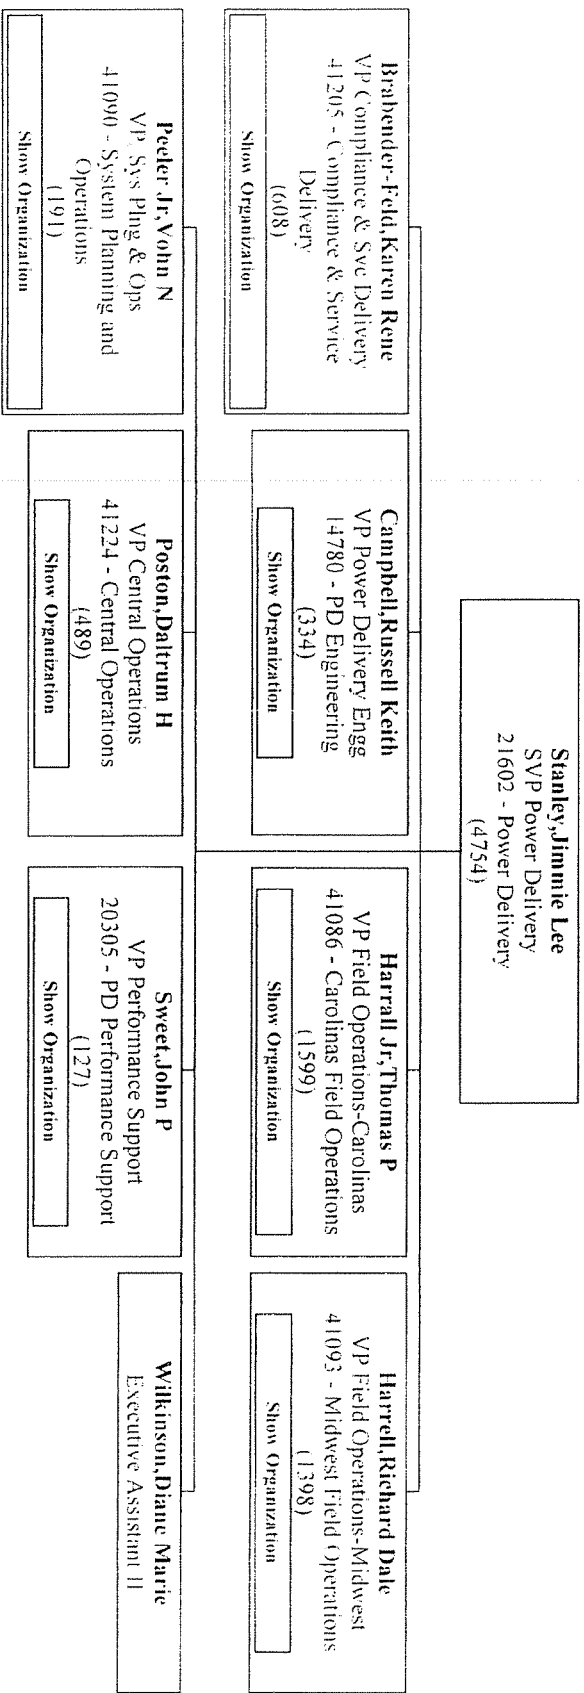 Stanley,Jimmie Lee
SVP Power Delivery
21602 - Power Delivery
(4754)
Brabender-Feld,Karen Rene
VP Compliance & Svc Delivery
41205 - Compliance & Service
Delivery
(608)
Show Organization
Campbell,Russell Keith
VP Power Delivery Engg
14780 - PD Engineering
(334)
Show Organization
Harrall Jr,Thomas P
VP Field Operations-Carolinas
41086 - Carolinas Field Operations
(1599)
Show Organization
Harrell,Richard Dale
VP Field Operations-Midwest
41093 - Midwest Field Operations
(1398)
Show Organization
Peeler Jr,Vohn N
VP, Sys Plng & Ops
41090 - System Planning and
Operations
(191)
Show Organization
Poston,Daltrum H
VP Central Operations
41224 - Central Operations
(489)
Show Organization
Sweet,John P
VP Performance Support
20305 - PD Performance Support
(127)
Show Organization
Wilkinson,Diane Marie
Executive Assistant II